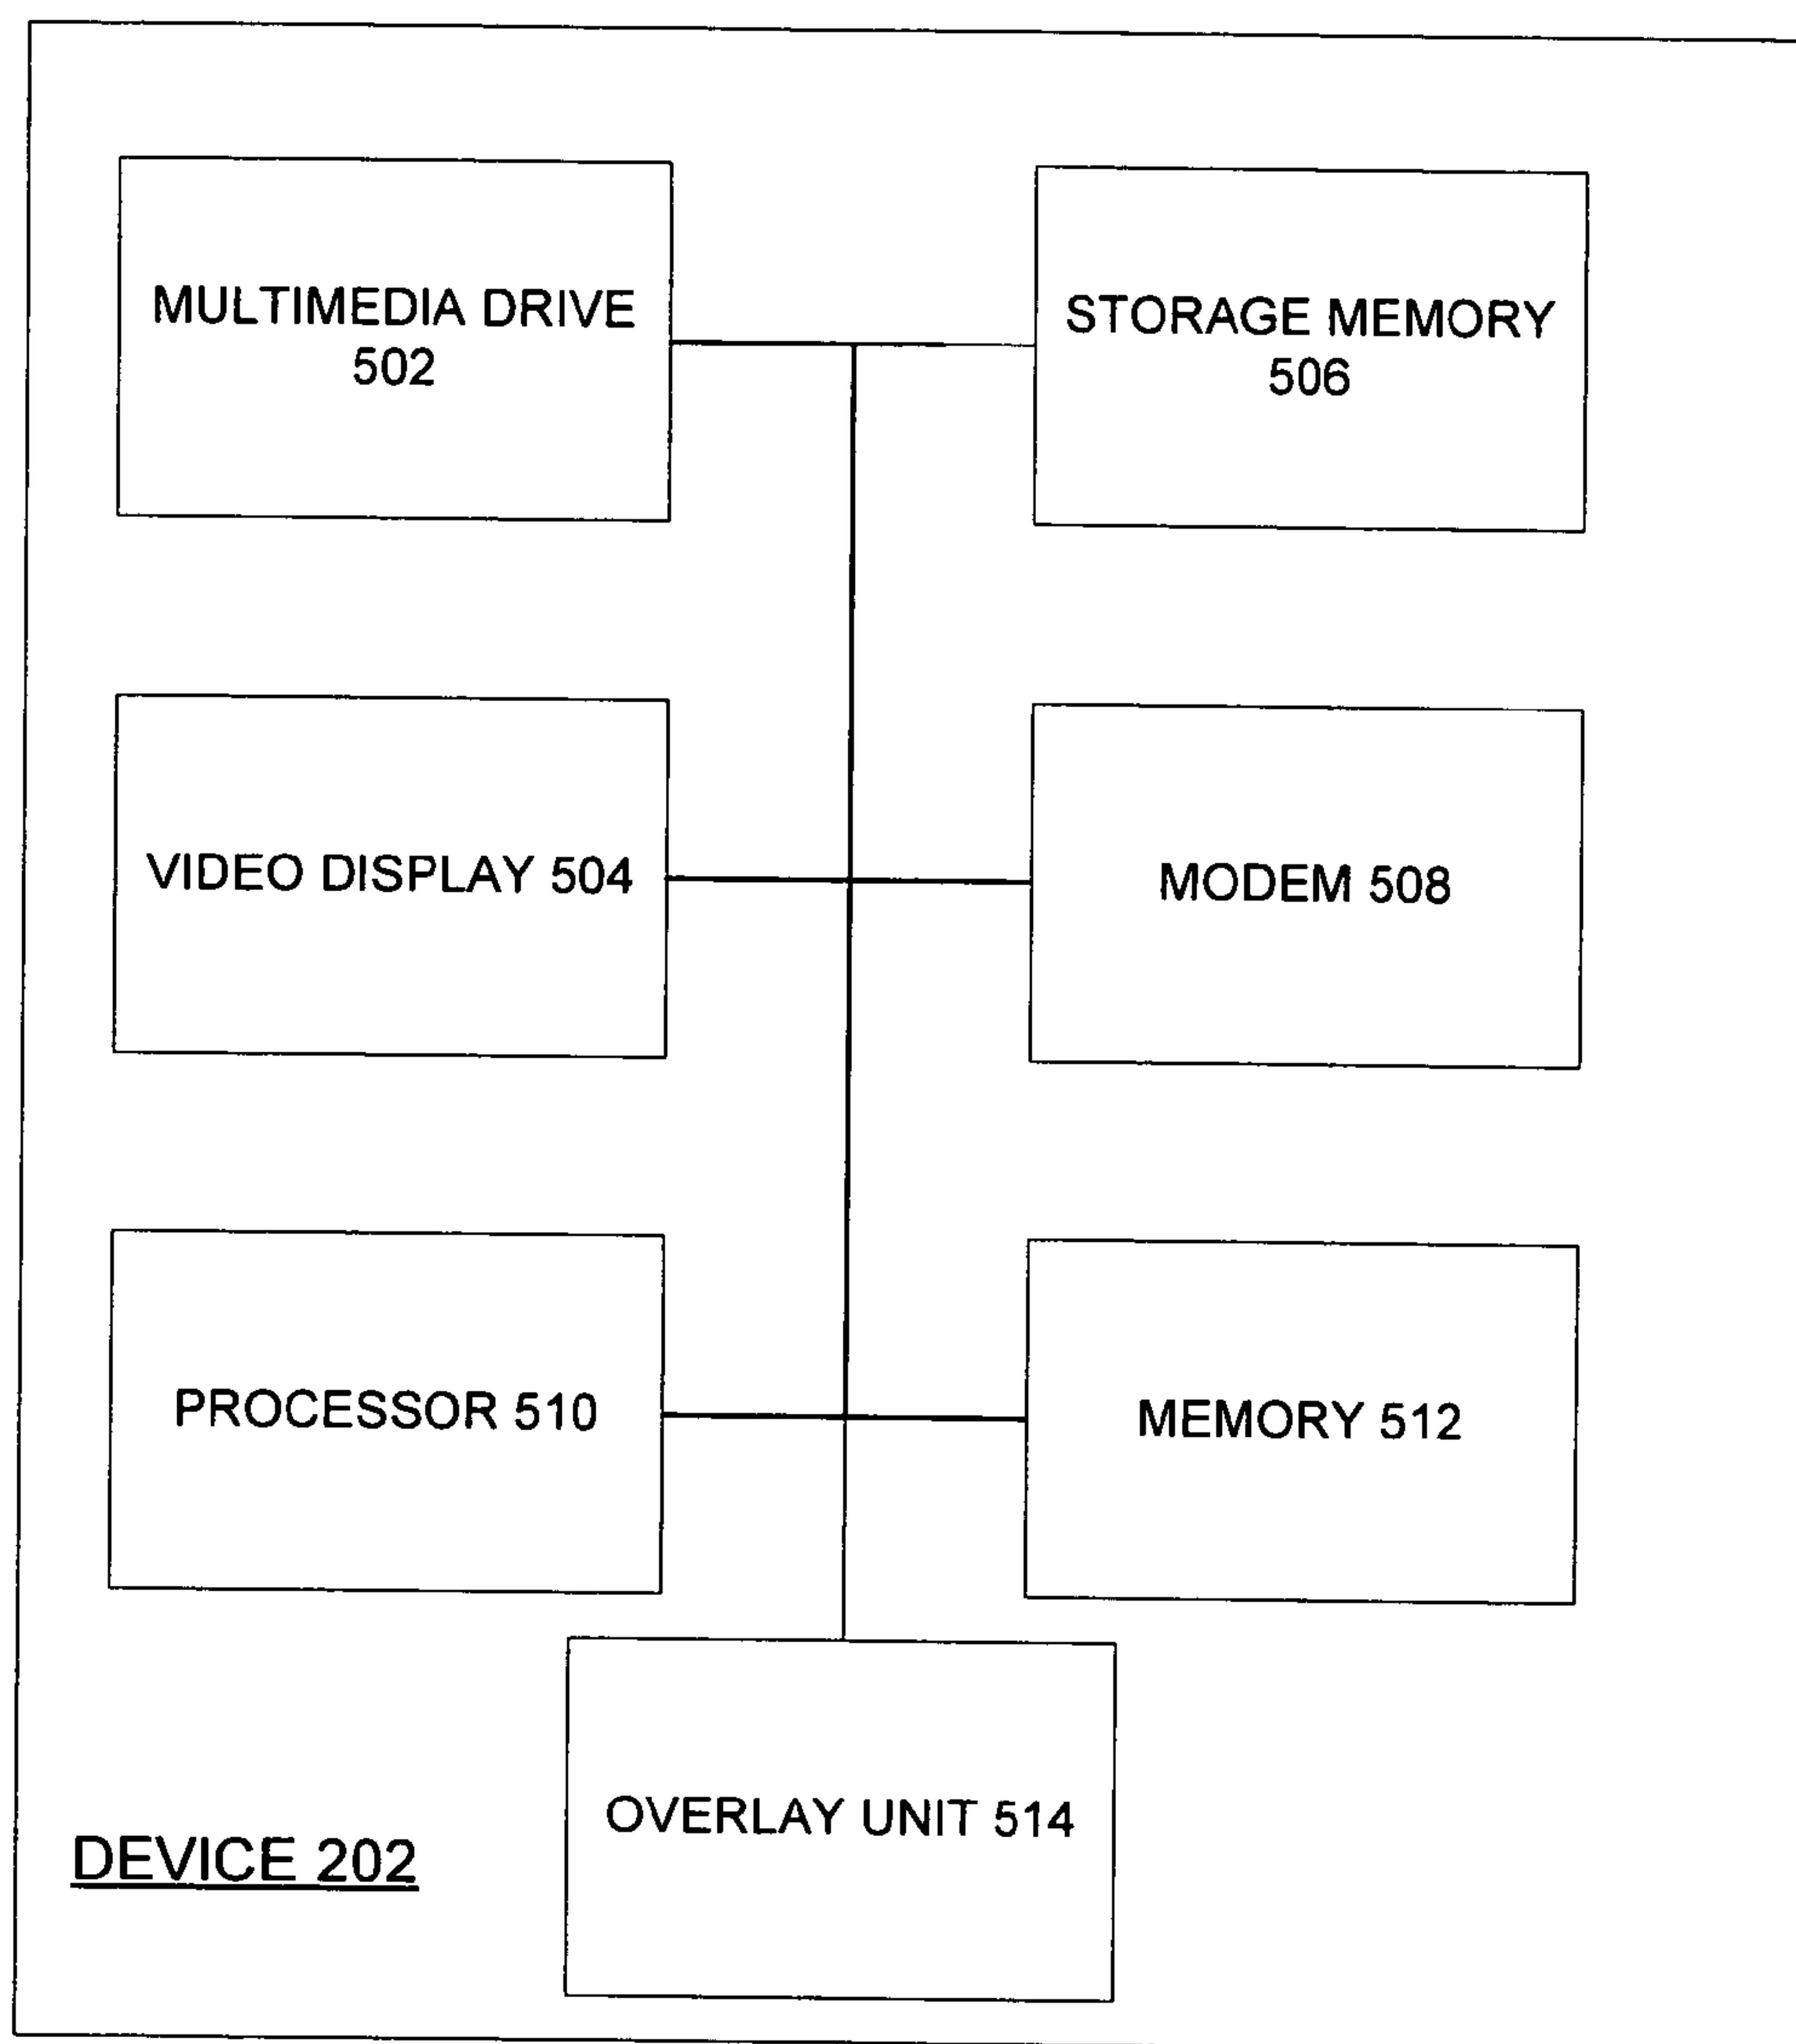 MULTIMEDIA DRIVE
502
STORAGE MEMORY
506
VIDEO DISPLAY 504
MODEM 508
PROCESSOR 510
MEMORY 512
OVERLAY UNIT 514
DEVICE 202